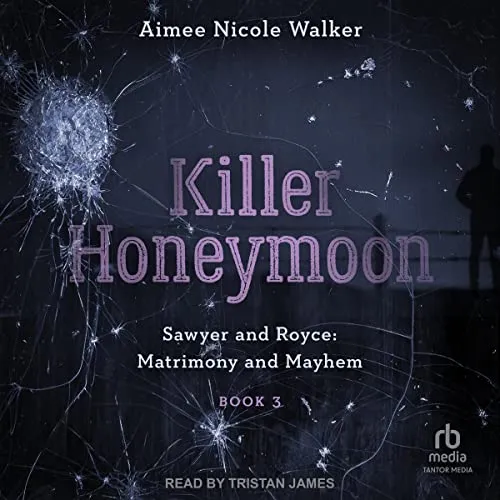 Aimee Nicole Walker
Killer
Honeymoon
Sawyer and Royce:
Matrimony and Mayhem
BOOK 3
rb
media
TANTOR MEDIA
READ BY TRISTAN JAMES